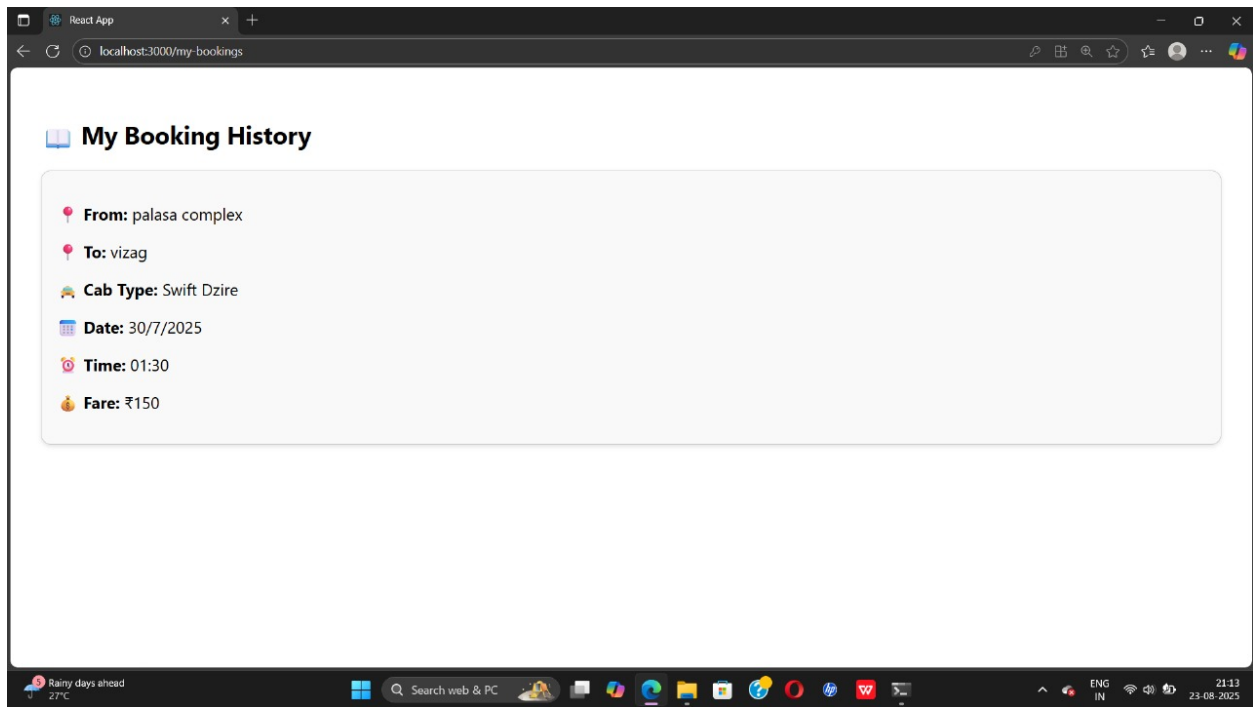 React App
localhost:3000/my-bookings
My Booking History
From: palasa complex
To: vizag
Cab Type: Swift Dzire
Date: 30/7/2025
Time: 01:30
Fare: ₹150
5
Rainy days ahead
27°C
Search web & PC
hp
W
ENG
IN
21:13
23-08-2025